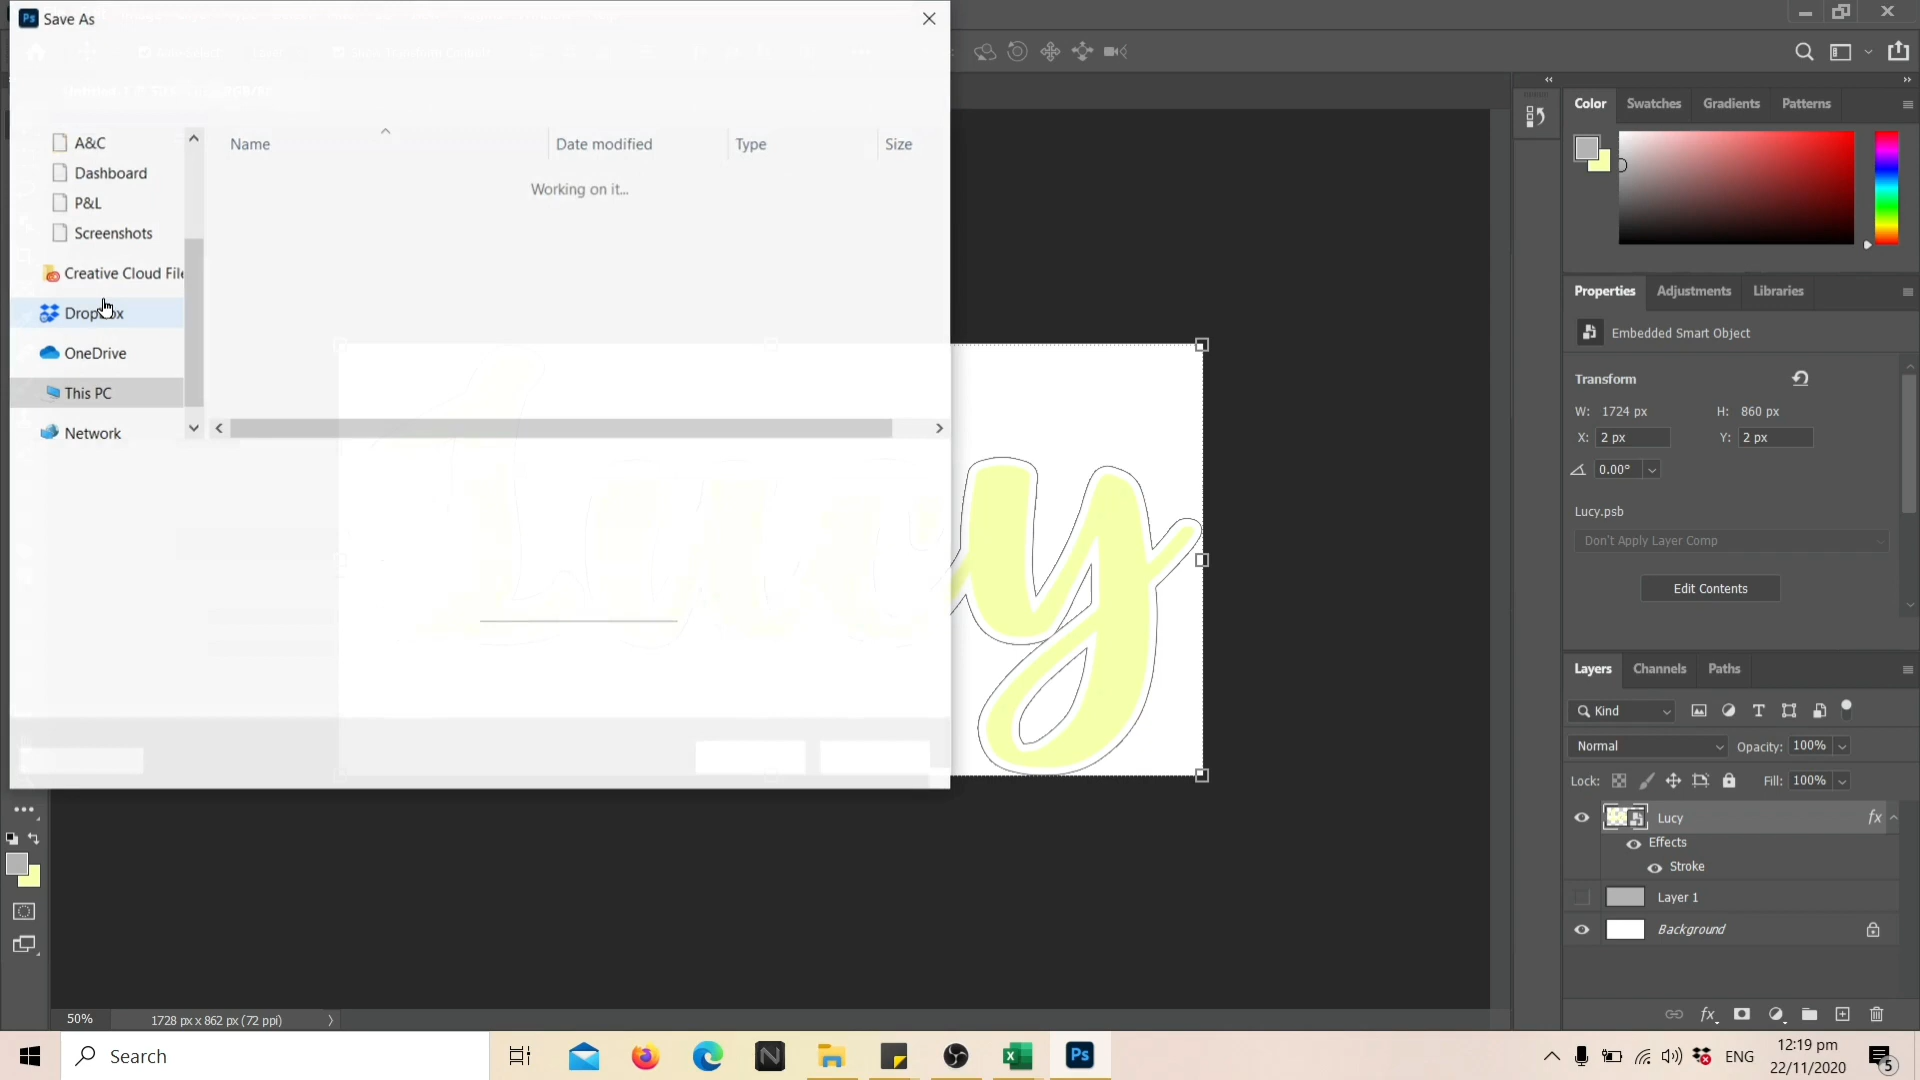 Save As
A&C
Dashboard
P&L
Screenshots
Creative Cloud File
Dropbox
OneDrive
This PC
Network
Name
Date modified
Type
Size
Working on it...
Lucy
Color
Swatches
Gradients
Patterns
Properties
Adjustments
Libraries
Embedded Smart Object
Transform
W: 1724 px
H: 860 px
X: 2 px
Y: 2 px
0.00°
Lucy.psb
Don't Apply Layer Comp
Edit Contents
Layers
Channels
Paths
Kind
Normal
Opacity: 100%
Lock:
Fill: 100%
Lucy
fx
Effects
Stroke
Layer 1
Background
fx
50%
1728 px x 862 px (72 ppi)
Search
Ps
ENG
12:19 pm
22/11/2020
5